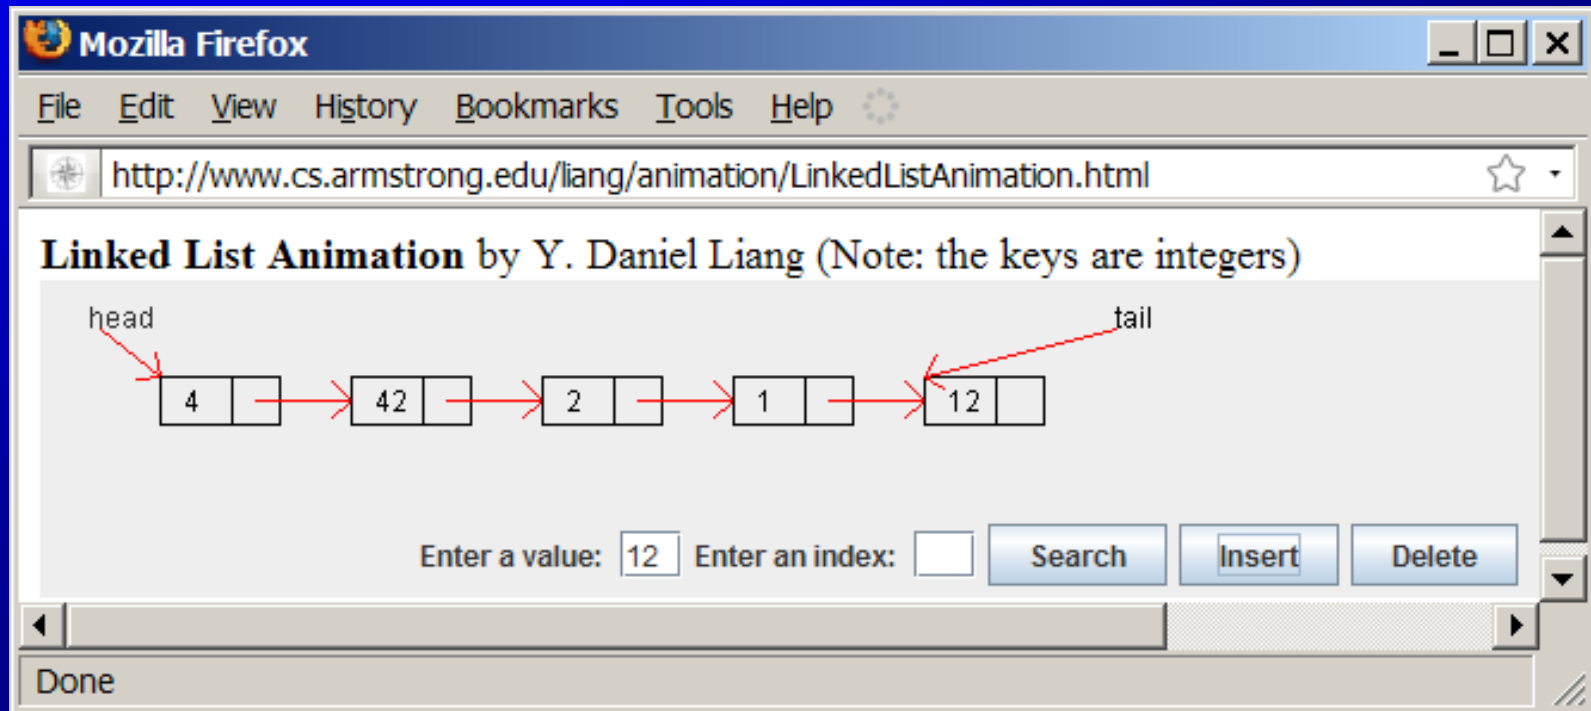 Mozilla Firefox
File Edit View History Bookmarks Tools Help
http://www.cs.armstrong.edu/liang/animation/LinkedListAnimation.html
Linked List Animation by Y. Daniel Liang (Note: the keys are integers)
head tail
4 42 2 1 12
Enter a value: 12 Enter an index: Search Insert Delete
Done